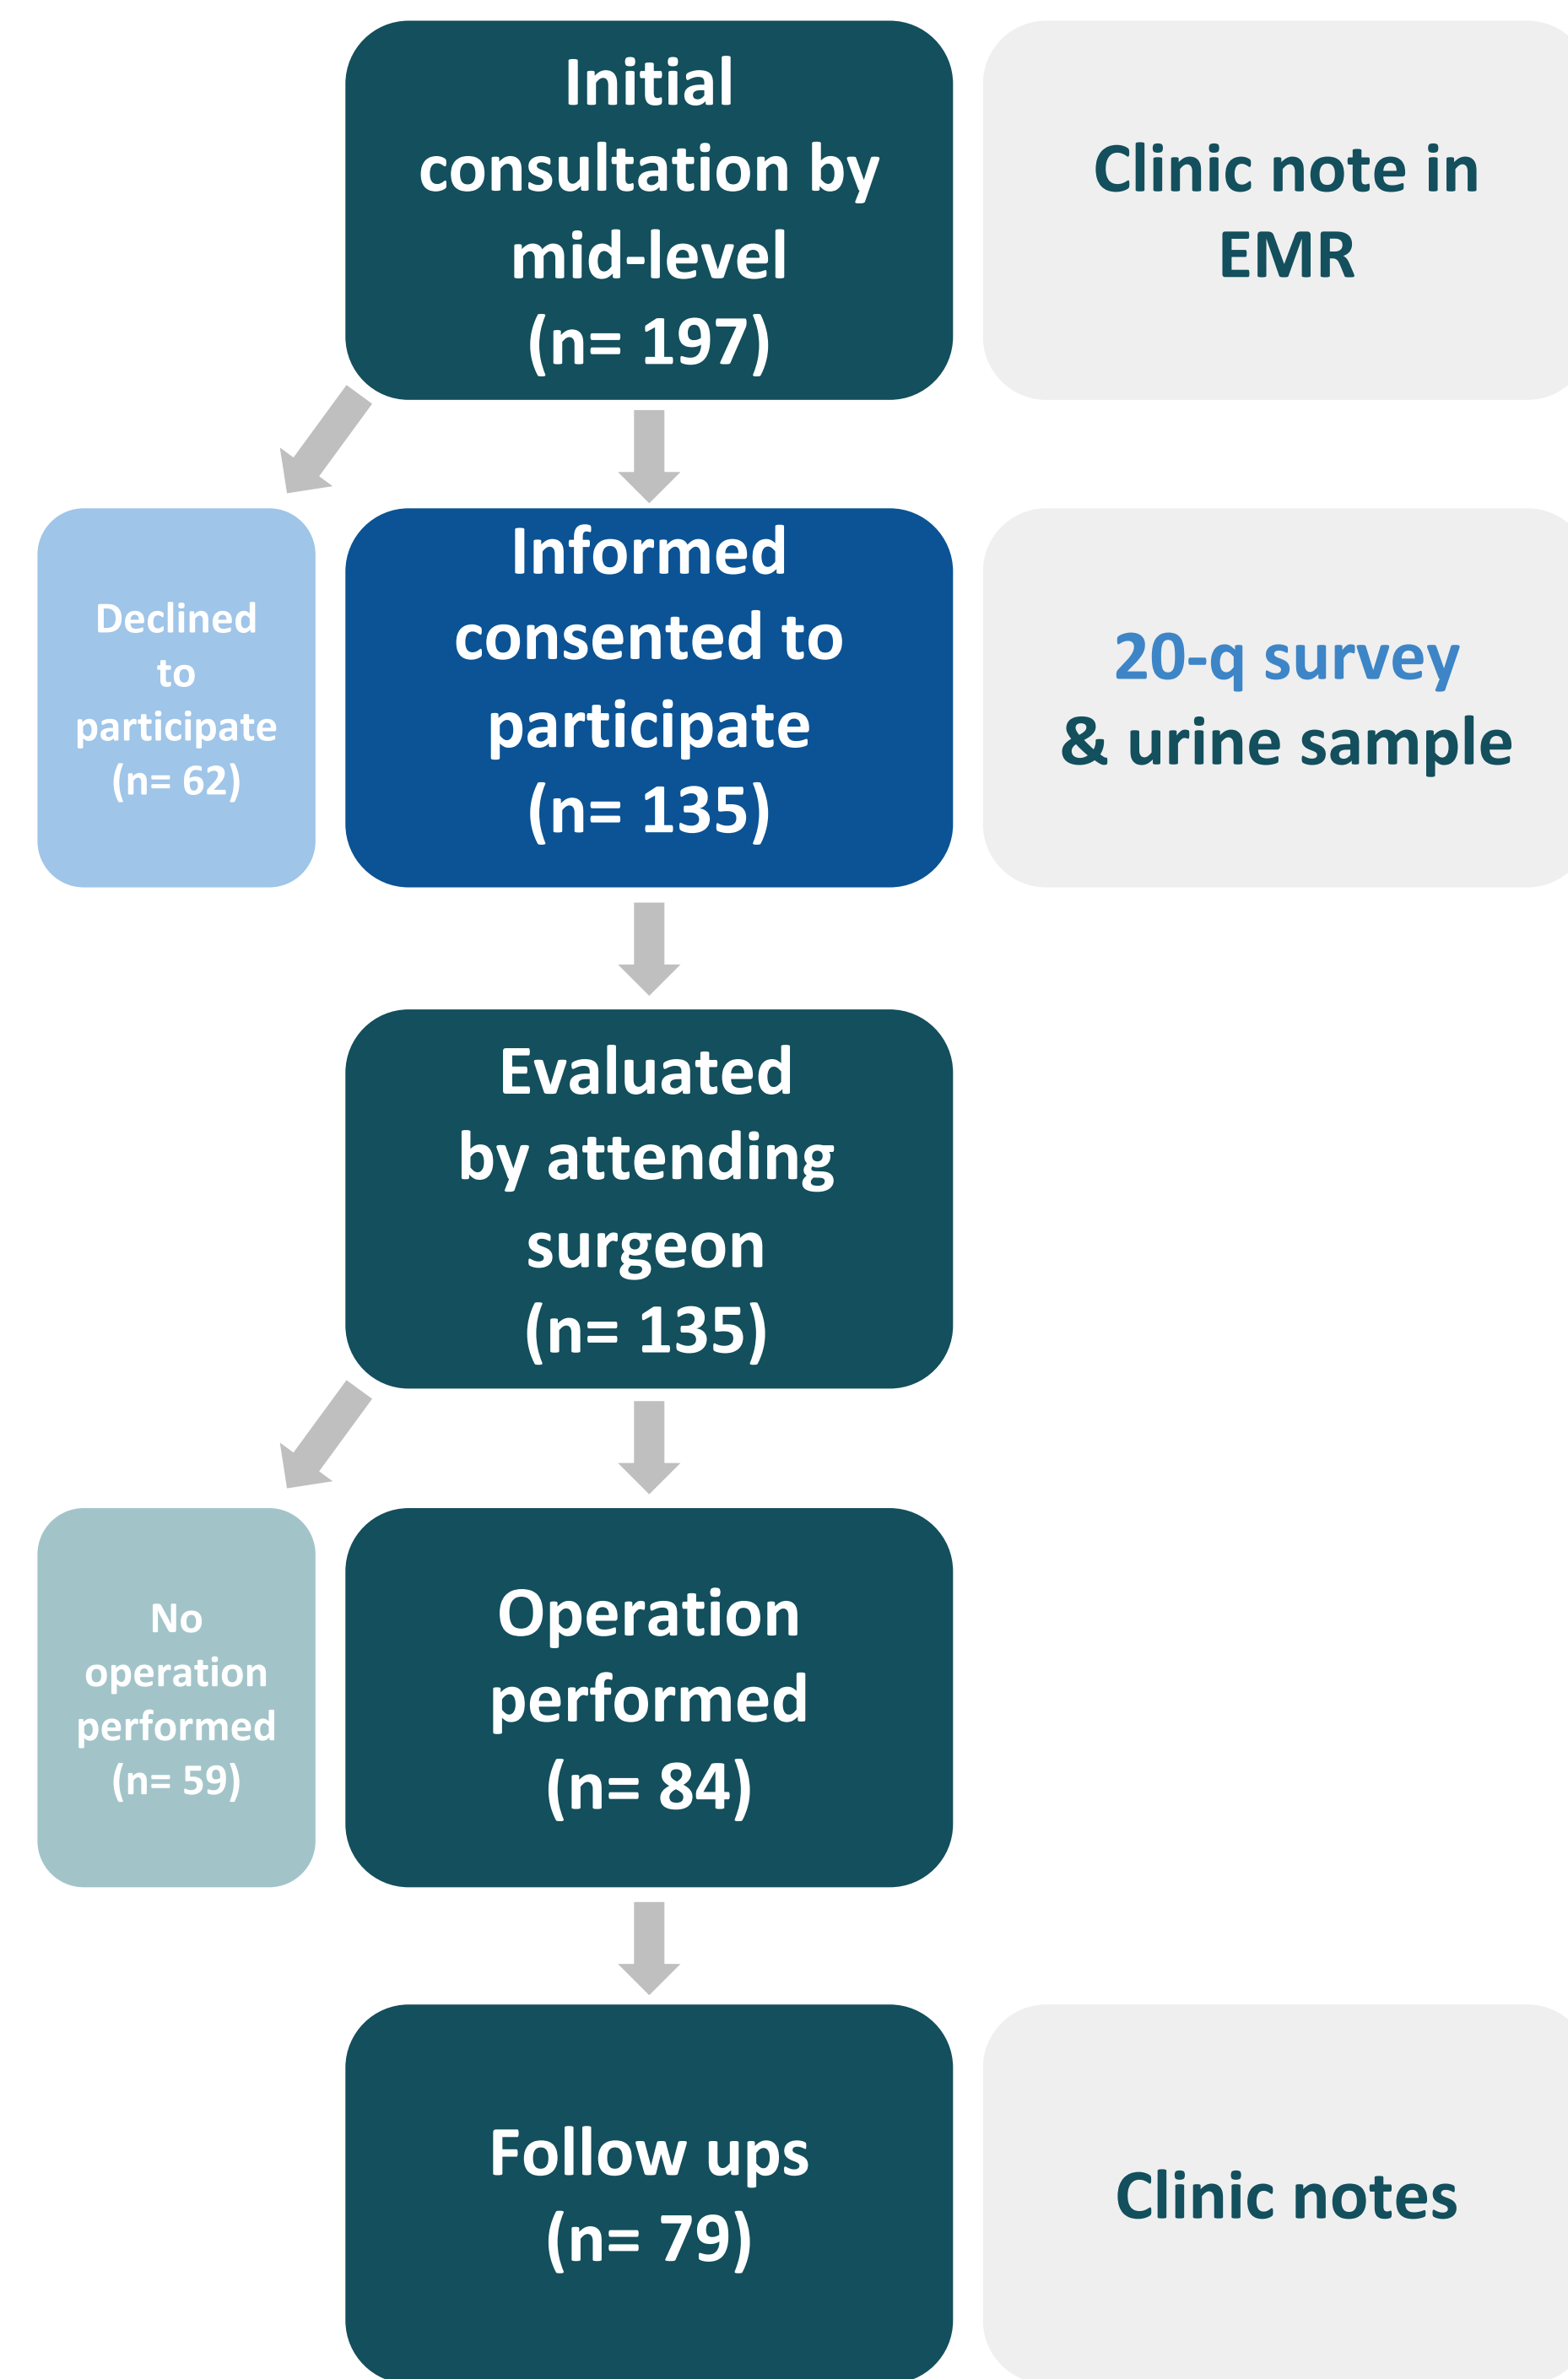 Initial
consultation by
mid-level
(n= 197)
Clinic note in
EMR
Declined
to
participate
(n= 62)
Informed
consented to
participate
(n= 135)
20-q survey
& urine sample
Evaluated
by attending
surgeon
(n= 135)
No
operation
performed
(n= 59)
Operation
performed
(n= 84)
Follow ups
(n= 79)
Clinic notes